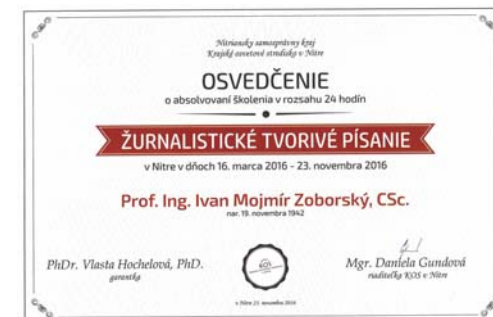 Nitriansky samosprávny kraj
Krajské osvetové stredisko v Nitre
OSVEDČENIE
o absolvovaní školenia v rozsahu 24 hodín
ŽURNALISTICKÉ TVORIVÉ PÍSANIE
v Nitre v dňoch 16. marca 2016 - 23. novembra 2016
Prof. Ing. Ivan Mojmír Zoborský, CSc.
nar. 19. novembra 1942
PhDr. Vlasta Hochelová, PhD.
garantka
KOS
Mgr. Daniela Gundová
riaditeľka KOS v Nitre
v Nitre 23. novembra 2016